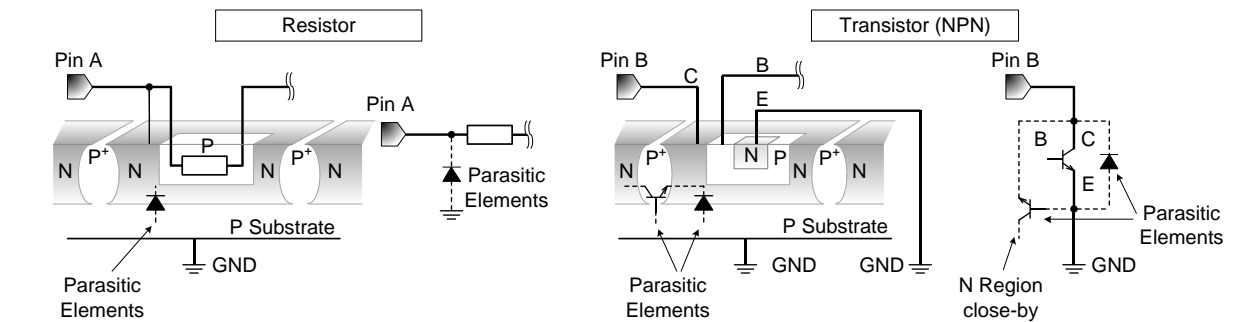 Resistor
Transistor (NPN)
Pin A
Pin A
N
P+
N
P
N
P+
N
Parasitic
Elements
P Substrate
GND
Parasitic
Elements
Pin B
C
B
E
N
P+
N
P
P+
N
P Substrate
GND
GND
Parasitic
Elements
Pin B
B
C
E
Parasitic
Elements
GND
N Region
close-by